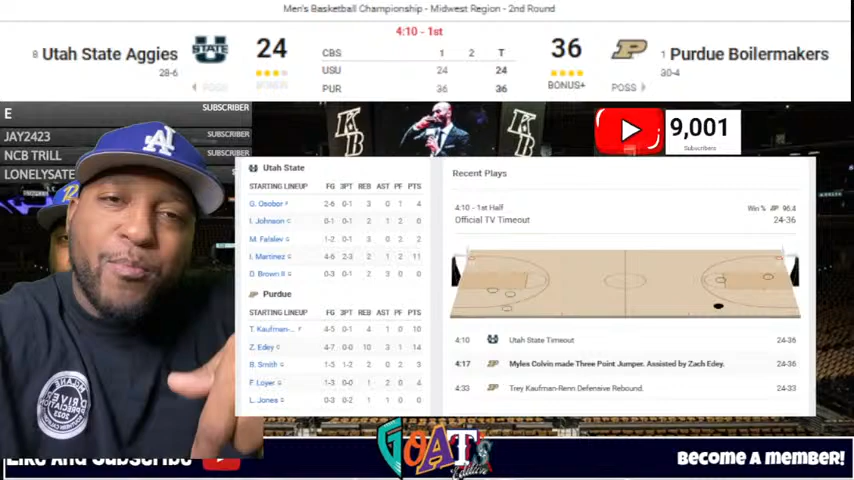 Men's Basketball Championship - Midwest Region - 2nd Round
4:10 - 1st
8 Utah State Aggies
28-6
STATE
24
CBS 1 2 T
USU 24 24
PUR 36 36
36
BONUS+
P
1 Purdue Boilermakers
30-4
POSS
SUBSCRIBER
E
JAY2423 SUBSCRIBER
NCB TRILL SUBSCRIBER
LONELYSATE
KB
KB
9,001
Subscribers
Utah State
STARTING LINEUP FG 3PT REB AST PF PTS
G. Osobor F 2-6 0-1 3 0 1 4
I. Johnson G 0-1 0-1 2 1 2 0
M. Falslev G 1-2 0-1 3 0 2 2
I. Martinez G 4-6 2-3 2 1 2 11
D. Brown II G 0-3 0-1 2 3 0 0
Purdue
STARTING LINEUP FG 3PT REB AST PF PTS
T. Kaufman-... F 4-5 0-1 4 1 0 10
Z. Edey C 4-7 0-0 10 3 1 14
B. Smith G 1-5 1-2 2 0 2 3
F. Loyer G 1-3 0-0 1 2 0 4
L. Jones G 0-3 0-2 1 1 0 0
Recent Plays
4:10 - 1st Half
Official TV Timeout
Win % 96.4
24-36
4:10 Utah State Timeout 24-36
4:17 Myles Colvin made Three Point Jumper. Assisted by Zach Edey. 24-36
4:33 Trey Kaufman-Renn Defensive Rebound. 24-33
LA
Like And Subscribe
GOAT
Become a member!